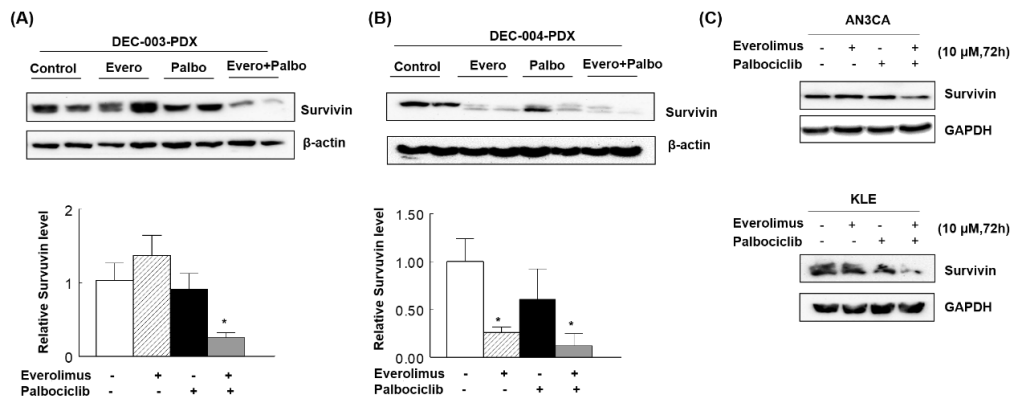 (A)
DEC-003-PDX
Control Evero Palbo Evero+Palbo
Survivin
β-actin
Relative Survuvin level
2
1
0
Everolimus - + - +
Palbociclib - - + +
*
(B)
DEC-004-PDX
Control Evero Palbo Evero+Palbo
Survivin
β-actin
Relative Survuvin level
1.50
1.00
0.50
0.00
* *
Everolimus - + - +
Palbociclib - - + +
(C)
AN3CA
Everolimus - + - + (10 µM,72h)
Palbociclib - - + +
Survivin
GAPDH
KLE
Everolimus - + - + (10 µM,72h)
Palbociclib - - + +
Survivin
GAPDH